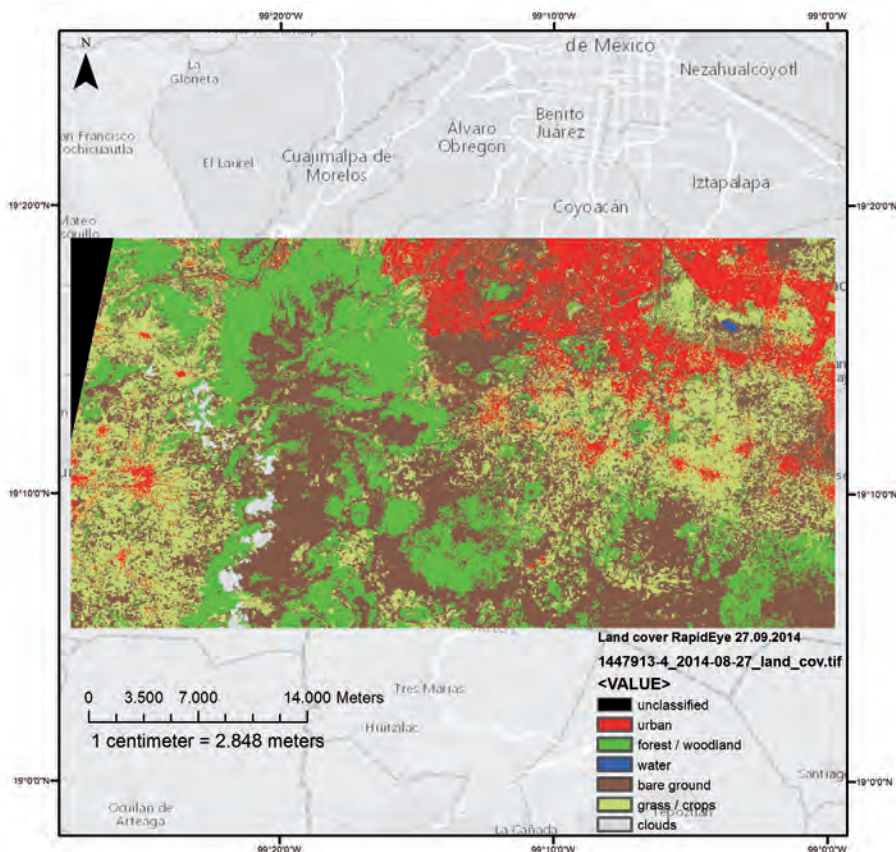 99°20'0"W 99°10'0"W 99°0'0"W
N
de Mexico
La
Gloneta
Nezahualcóyotl
an Francisco
ochicuautla
Álvaro
Obregón
Benito
Juárez
El Laurel
Cuajimalpa de
Morelos
Iztapalapa
Coyoacán
19°20'0"N 19°20'0"N
Mateo
squillo
19°10'0"N 19°10'0"N
Land cover RapidEye 27.09.2014
1447913-4_2014-08-27_land_cov.tif
<VALUE>
unclassified
urban
forest / woodland
water
bare ground
grass / crops
clouds
0 3.500 7.000 14.000 Meters
1 centimeter = 2.848 meters
Tres Marias
Huitzilac
19°0'0"N 19°0'0"N
Santiag
Ocuilan de
Arteaga
Tepoztlán
La Cañada
99°20'0"W 99°10'0"W 99°0'0"W